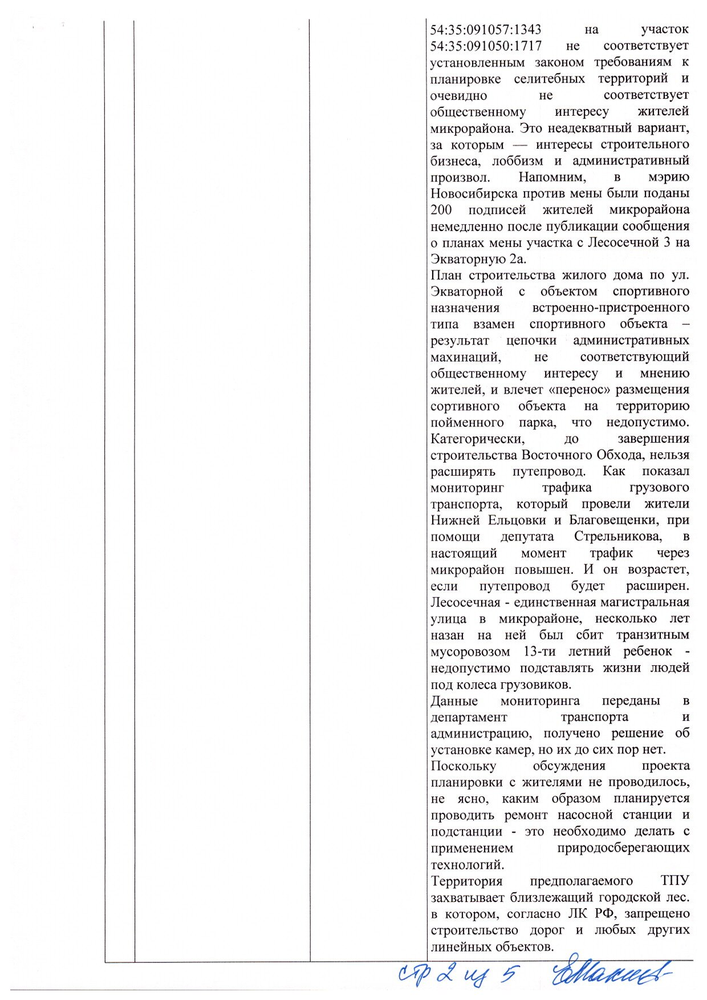 54:35:091057:1343 на участок
54:35:091050:1717 не соответствует
установленным законом требованиям к
планировке селитебных территорий и
очевидно не соответствует
общественному интересу жителей
микрорайона. Это неадекватный вариант,
за которым — интересы строительного
бизнеса, лоббизм и административный
произвол. Напомним, в мэрию
Новосибирска против мены были поданы
200 подписей жителей микрорайона
немедленно после публикации сообщения
о планах мены участка с Лесосечной 3 на
Экваторную 2а.
План строительства жилого дома по ул.
Экваторной с объектом спортивного
назначения встроенно-пристроенного
типа взамен спортивного объекта –
результат цепочки административных
махинаций, не соответствующий
общественному интересу и мнению
жителей, и влечет «перенос» размещения
сортивного объекта на территорию
пойменного парка, что недопустимо.
Категорически, до завершения
строительства Восточного Обхода, нельзя
расширять путепровод. Как показал
мониторинг трафика грузового
транспорта, который провели жители
Нижней Ельцовки и Благовещенки, при
помощи депутата Стрельникова, в
настоящий момент трафик через
микрорайон повышен. И он возрастет,
если путепровод будет расширен.
Лесосечная - единственная магистральная
улица в микрорайоне, несколько лет
назан на ней был сбит транзитным
мусоровозом 13-ти летний ребенок -
недопустимо подставлять жизни людей
под колеса грузовиков.
Данные мониторинга переданы в
департамент транспорта и
администрацию, получено решение об
установке камер, но их до сих пор нет.
Поскольку обсуждения проекта
планировки с жителями не проводилось,
не ясно, каким образом планируется
проводить ремонт насосной станции и
подстанции - это необходимо делать с
применением природосберегающих
технологий.
Территория предполагаемого ТПУ
захватывает близлежащий городской лес.
в котором, согласно ЛК РФ, запрещено
строительство дорог и любых других
линейных объектов.
стр 2 из 5